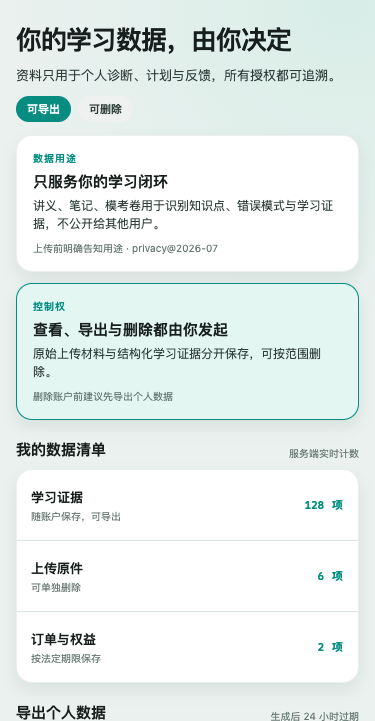 你的学习数据，由你决定
资料只用于个人诊断、计划与反馈，所有授权都可追溯。
可导出 可删除
数据用途
只服务你的学习闭环
讲义、笔记、模考卷用于识别知识点、错误模式与学习证
据，不公开给其他用户。
上传前明确告知用途 · privacy@2026-07
控制权
查看、导出与删除都由你发起
原始上传材料与结构化学习证据分开保存，可按范围删
除。
删除账户前建议先导出个人数据
我的数据清单 服务端实时计数
学习证据
随账户保存，可导出
128 项
上传原件
可单独删除
6 项
订单与权益
按法定期限保存
2 项
导出个人数据 生成后 24 小时过期